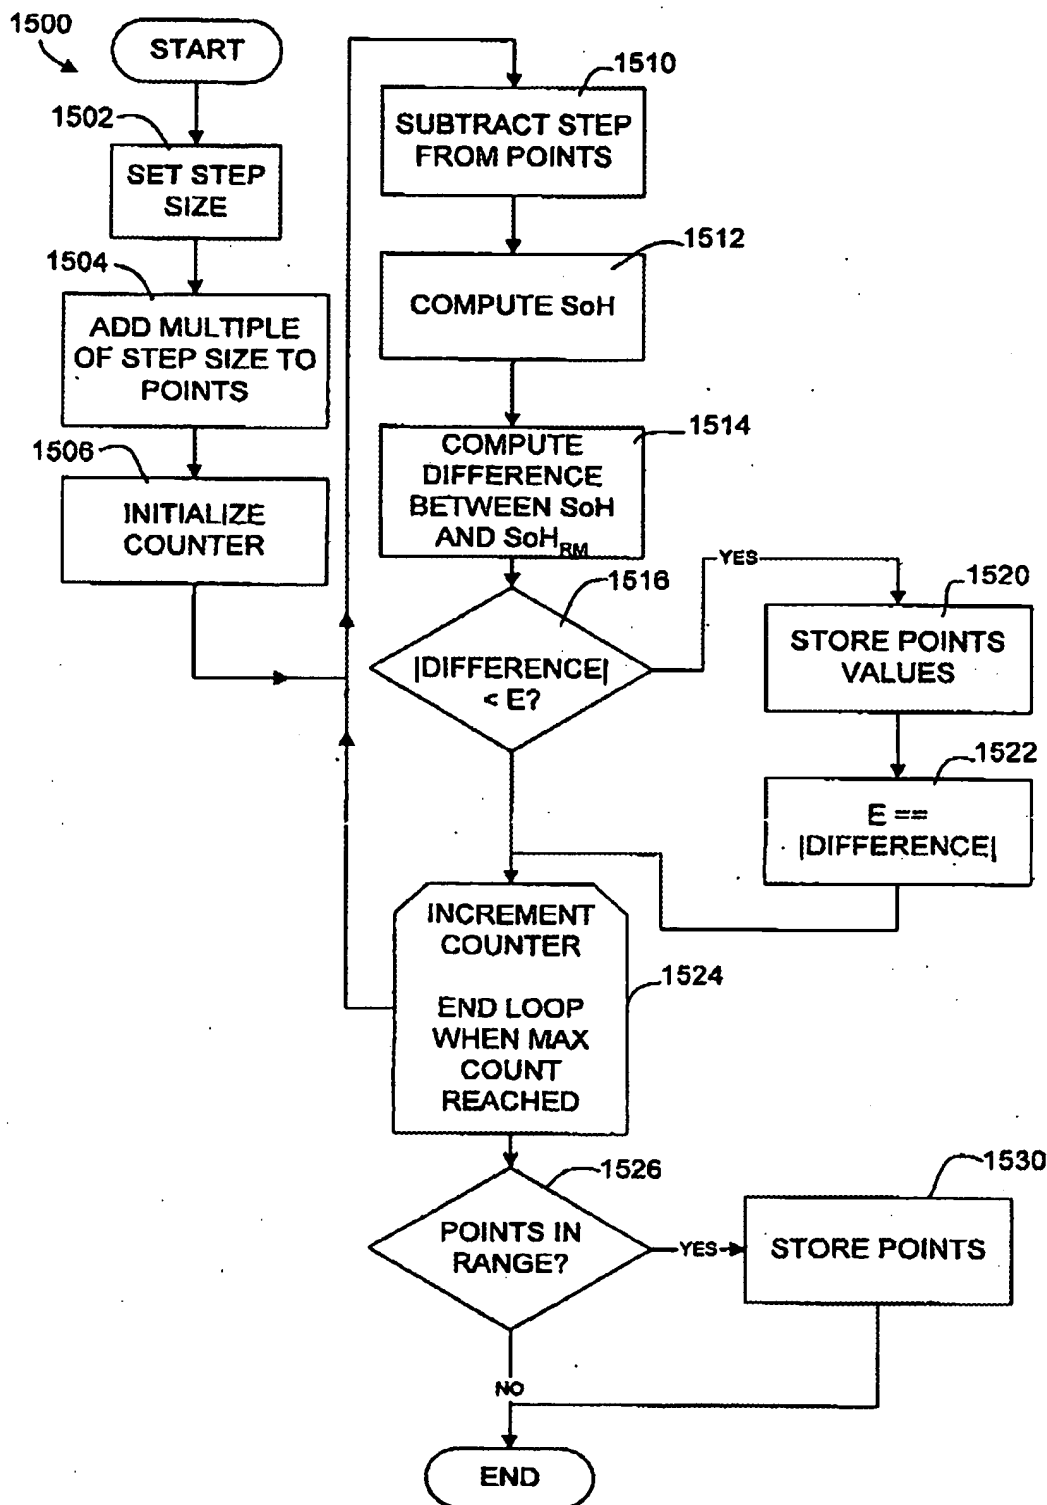 1500
START
1502
SET STEP
SIZE
1504
ADD MULTIPLE
OF STEP SIZE TO
POINTS
1506
INITIALIZE
COUNTER
1510
SUBTRACT STEP
FROM POINTS
1512
COMPUTE SoH
1514
COMPUTE
DIFFERENCE
BETWEEN SoH
AND SoH_RM
1516
|DIFFERENCE|
< E?
YES
1520
STORE POINTS
VALUES
1522
E ==
|DIFFERENCE|
INCREMENT
COUNTER
END LOOP
WHEN MAX
COUNT
REACHED
1524
1526
POINTS IN
RANGE?
YES
1530
STORE POINTS
NO
END